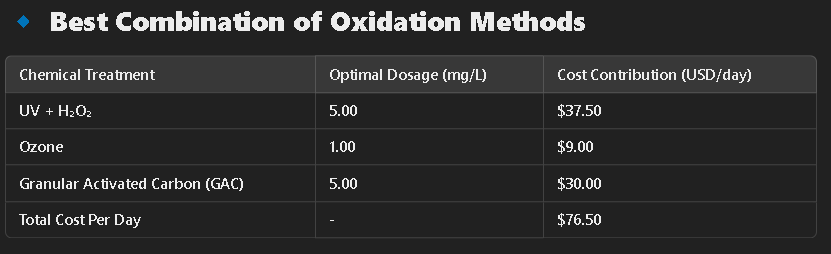 Best Combination of Oxidation Methods
Chemical Treatment Optimal Dosage (mg/L) Cost Contribution (USD/day)
UV + H₂O₂ 5.00 $37.50
Ozone 1.00 $9.00
Granular Activated Carbon (GAC) 5.00 $30.00
Total Cost Per Day - $76.50